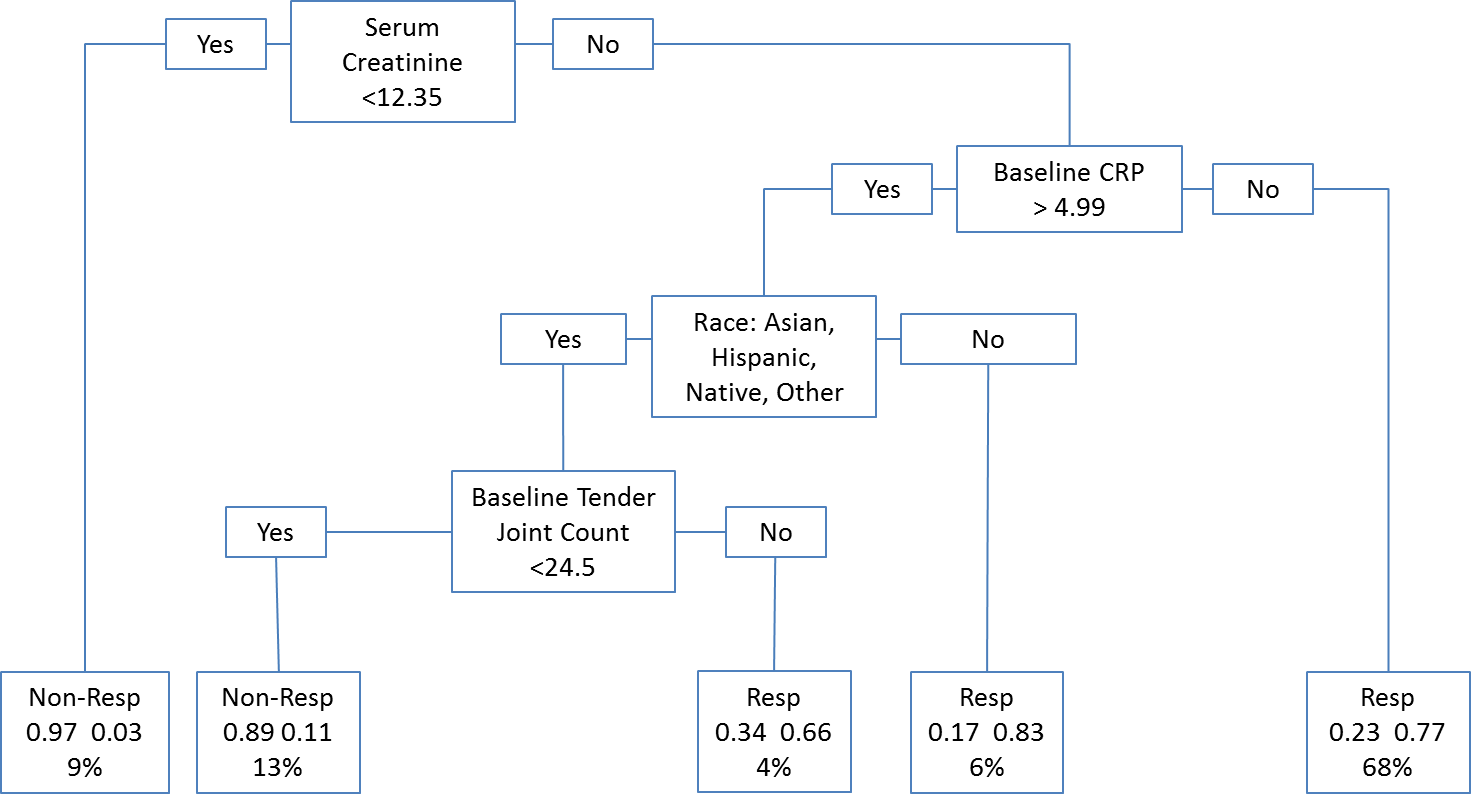 Yes
Serum
Creatinine
<12.35
No
Yes
Baseline CRP
> 4.99
No
Yes
Race: Asian,
Hispanic,
Native, Other
No
Yes
Baseline Tender
Joint Count
<24.5
No
Non-Resp
0.97 0.03
9%
Non-Resp
0.89 0.11
13%
Resp
0.34 0.66
4%
Resp
0.17 0.83
6%
Resp
0.23 0.77
68%